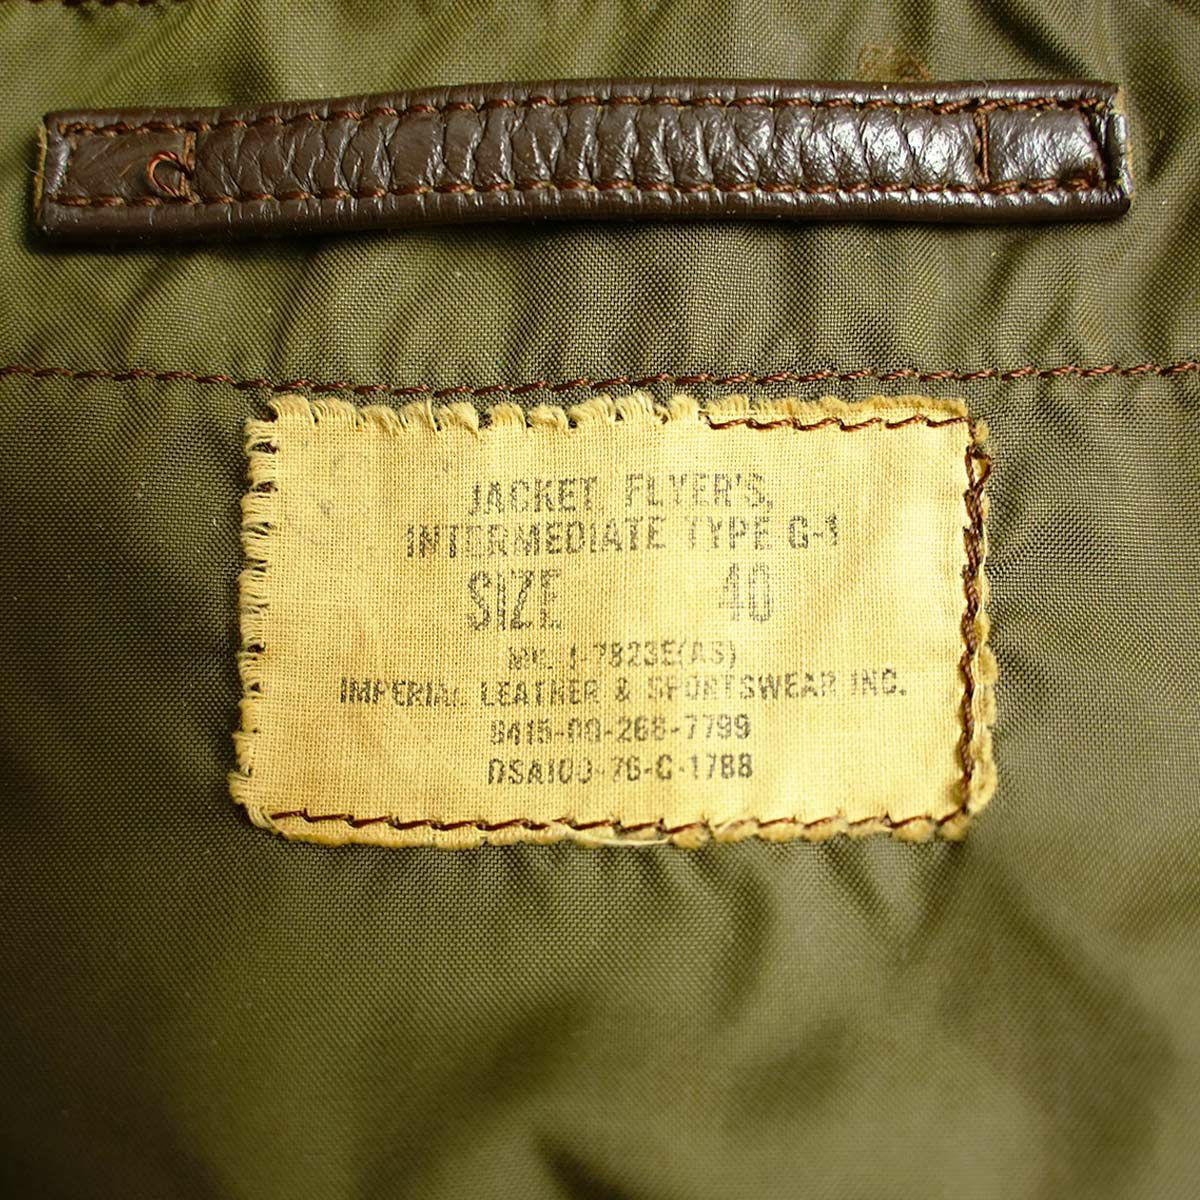 JACKET, FLYER'S,
INTERMEDIATE TYPE G-1
SIZE 40
J-7823E(AS)
IMPERIAL LEATHER & SPORTSWEAR INC.
8415-00-268-7799
DSA100-76-C-1788